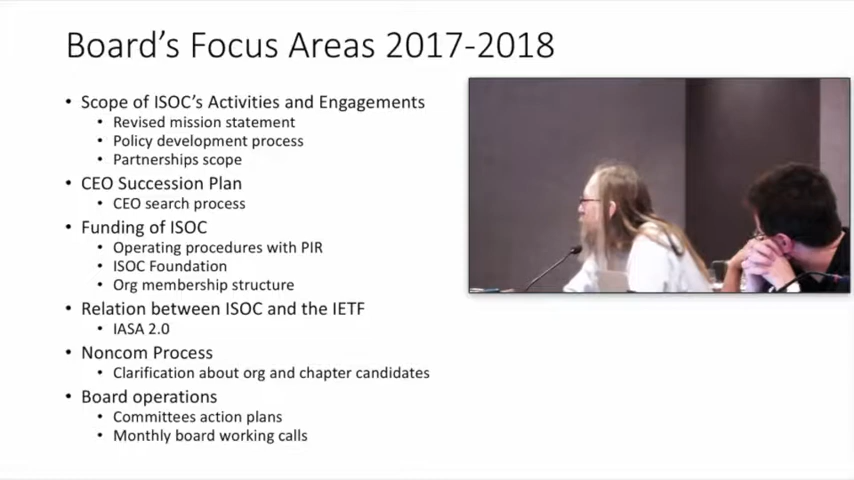 Board's Focus Areas 2017-2018
• Scope of ISOC's Activities and Engagements
• Revised mission statement
• Policy development process
• Partnerships scope
• CEO Succession Plan
• CEO search process
• Funding of ISOC
• Operating procedures with PIR
• ISOC Foundation
• Org membership structure
• Relation between ISOC and the IETF
• IASA 2.0
• Noncom Process
• Clarification about org and chapter candidates
• Board operations
• Committees action plans
• Monthly board working calls